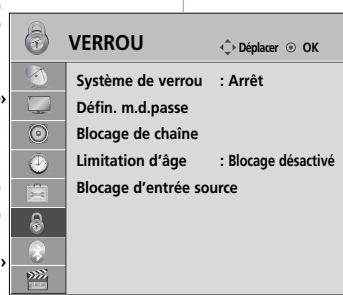 VERROU Déplacer OK
Système de verrou : Arrêt
Défin. m.d.passe
Blocage de chaîne
Limitation d'âge : Blocage désactivé
Blocage d'entrée source